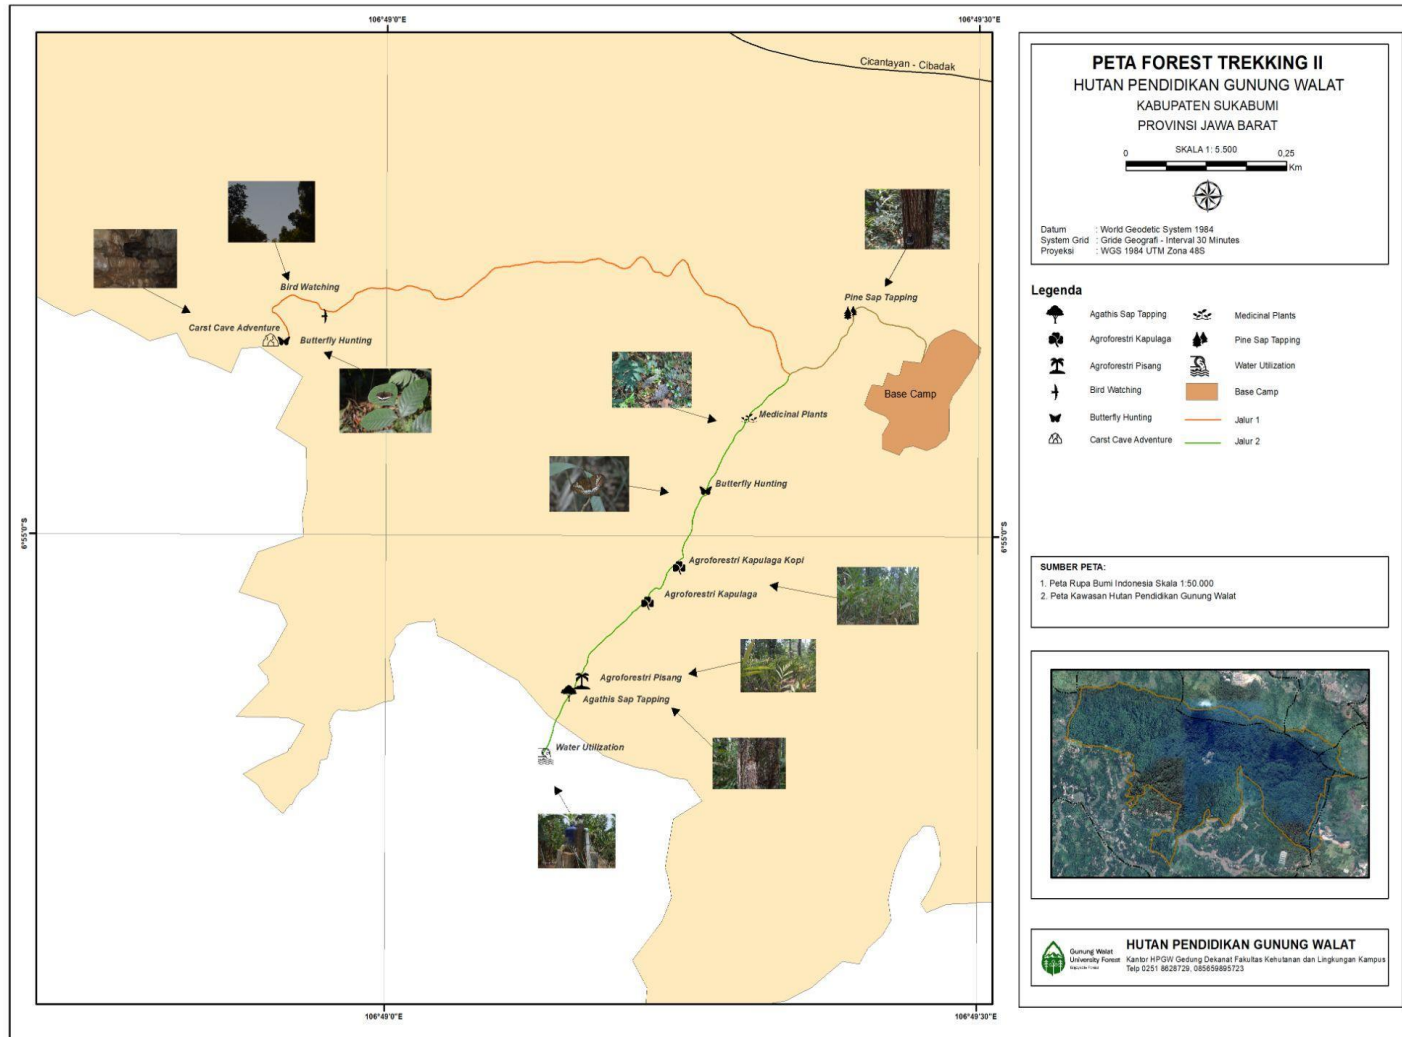 106°49'0"E
106°49'30"E
Cicantayan - Cibadak
Bird Watching
Carst Cave Adventure
Butterfly Hunting
Pine Sap Tapping
Base Camp
Medicinal Plants
Butterfly Hunting
6°55'0"S
6°55'0"S
Agroforestri Kapulaga Kopi
Agroforestri Kapulaga
Agroforestri Pisang
Agathis Sap Tapping
Water Utilization
106°49'0"E
106°49'30"E
PETA FOREST TREKKING II
HUTAN PENDIDIKAN GUNUNG WALAT
KABUPATEN SUKABUMI
PROVINSI JAWA BARAT
SKALA 1: 5.500
0 0,25
Km
Datum : World Geodetic System 1984
System Grid : Gride Geografi - Interval 30 Minutes
Proyeksi : WGS 1984 UTM Zona 48S
Legenda
Agathis Sap Tapping
Agroforestri Kapulaga
Agroforestri Pisang
Bird Watching
Butterfly Hunting
Carst Cave Adventure
Medicinal Plants
Pine Sap Tapping
Water Utilization
Base Camp
Jalur 1
Jalur 2
SUMBER PETA:
1. Peta Rupa Bumi Indonesia Skala 1:50.000
2. Peta Kawasan Hutan Pendidikan Gunung Walat
Gunung Walat
University Forest
HUTAN PENDIDIKAN GUNUNG WALAT
Kantor HPGW Gedung Dekanat Fakultas Kehutanan dan Lingkungan Kampus
Telp 0251 8628729, 085659895723